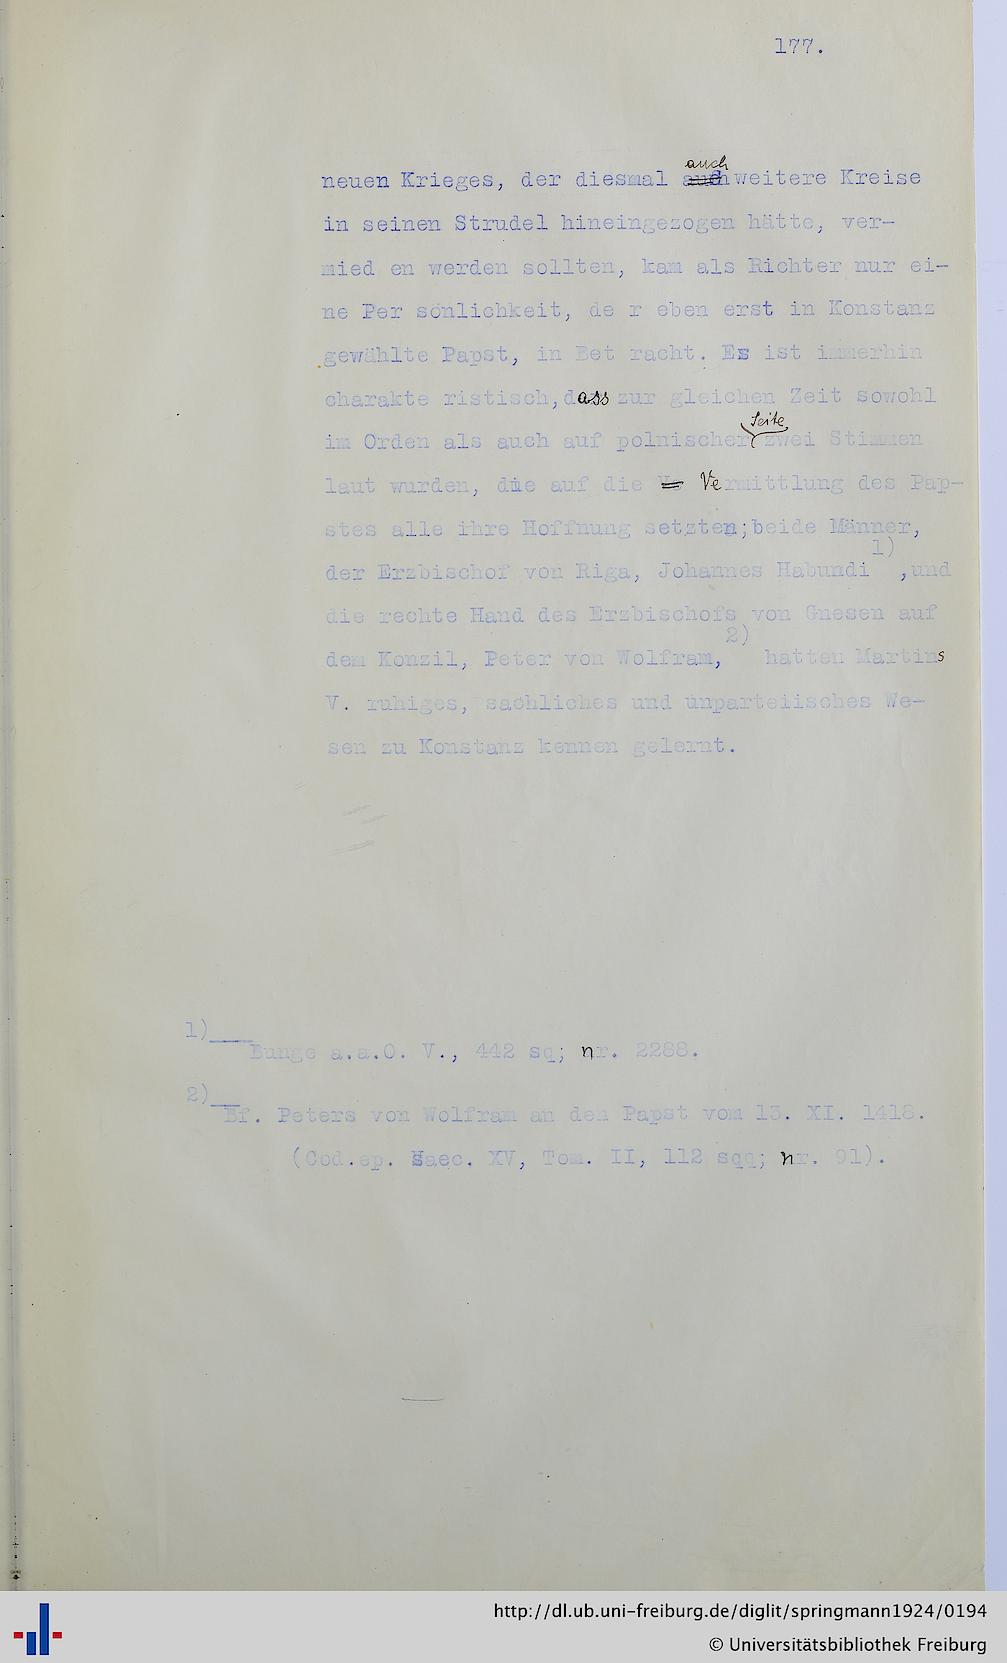 177.
neuen Krieges, der diesmal auch weitere Kreise
in seinen Strudel hineingezogen hätte, ver-
mied en werden sollten, kam als Richter nur ei-
ne Per sönlichkeit, de r eben erst in Konstanz
gewählte Papst, in Bet racht. Es ist immerhin
charakte ristisch,dass zur gleichen Zeit sowohl
im Orden als auch auf polnischer Seite zwei Stimmen
laut wurden, die auf die Vermittlung des Pap-
stes alle ihre Hoffnung setzten;beide Männer,
der Erzbischof von Riga, Johannes Habundi 1) ,und
die rechte Hand des Erzbischofs von Gnesen auf
dem Konzil, Peter von Wolfram, 2) hatten Martins
V. ruhiges, sachliches und unparteiisches We-
sen zu Konstanz kennen gelernt.
1)
Bunge a.a.O. V., 442 sq; nr. 2288.
2)
Bf. Peters von Wolfram an den Papst vom 13. XI. 1418.
(Cod.ep. Saec. XV, Tom. II, 112 sqq; nr. 91).
http://dl.ub.uni-freiburg.de/diglit/springmann1924/0194
© Universitätsbibliothek Freiburg